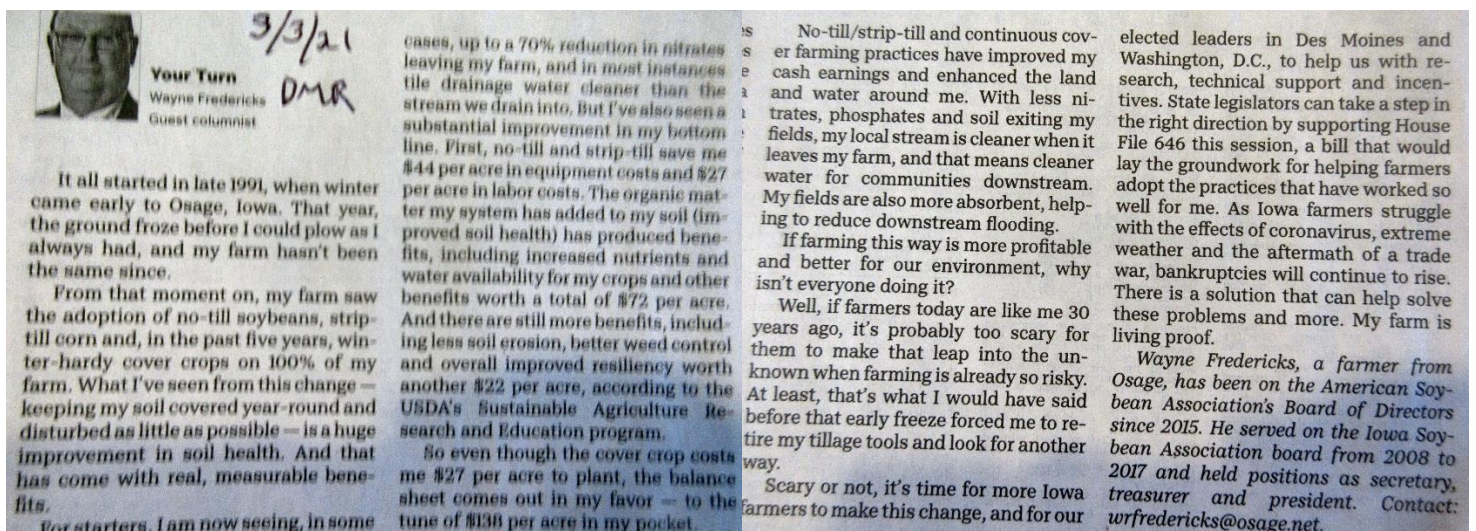 3/3/21
DMR
Your Turn
Wayne Fredericks
Guest columnist
It all started in late 1991, when winter
came early to Osage, Iowa. That year,
the ground froze before I could plow as I
always had, and my farm hasn't been
the same since.
From that moment on, my farm saw
the adoption of no-till soybeans, strip-
till corn and, in the past five years, win-
ter-hardy cover crops on 100% of my
farm. What I've seen from this change —
keeping my soil covered year-round and
disturbed as little as possible — is a huge
improvement in soil health. And that
has come with real, measurable bene-
fits.
For starters, I am now seeing, in some
cases, up to a 70% reduction in nitrates
leaving my farm, and in most instances
tile drainage water cleaner than the
stream we drain into. But I've also seen a
substantial improvement in my bottom
line. First, no-till and strip-till save me
$44 per acre in equipment costs and $27
per acre in labor costs. The organic mat-
ter my system has added to my soil (im-
proved soil health) has produced bene-
fits, including increased nutrients and
water availability for my crops and other
benefits worth a total of $72 per acre.
And there are still more benefits, includ-
ing less soil erosion, better weed control
and overall improved resiliency worth
another $22 per acre, according to the
USDA's Sustainable Agriculture Re-
search and Education program.
So even though the cover crop costs
me $27 per acre to plant, the balance
sheet comes out in my favor — to the
tune of $138 per acre in my pocket.
No-till/strip-till and continuous cov-
er farming practices have improved my
cash earnings and enhanced the land
and water around me. With less ni-
trates, phosphates and soil exiting my
fields, my local stream is cleaner when it
leaves my farm, and that means cleaner
water for communities downstream.
My fields are also more absorbent, help-
ing to reduce downstream flooding.
If farming this way is more profitable
and better for our environment, why
isn't everyone doing it?
Well, if farmers today are like me 30
years ago, it's probably too scary for
them to make that leap into the un-
known when farming is already so risky.
At least, that's what I would have said
before that early freeze forced me to re-
tire my tillage tools and look for another
way.
Scary or not, it's time for more Iowa
farmers to make this change, and for our
elected leaders in Des Moines and
Washington, D.C., to help us with re-
search, technical support and incen-
tives. State legislators can take a step in
the right direction by supporting House
File 646 this session, a bill that would
lay the groundwork for helping farmers
adopt the practices that have worked so
well for me. As Iowa farmers struggle
with the effects of coronavirus, extreme
weather and the aftermath of a trade
war, bankruptcies will continue to rise.
There is a solution that can help solve
these problems and more. My farm is
living proof.
Wayne Fredericks, a farmer from
Osage, has been on the American Soy-
bean Association's Board of Directors
since 2015. He served on the Iowa Soy-
bean Association board from 2008 to
2017 and held positions as secretary,
treasurer and president. Contact:
wrfredericks@osage.net.